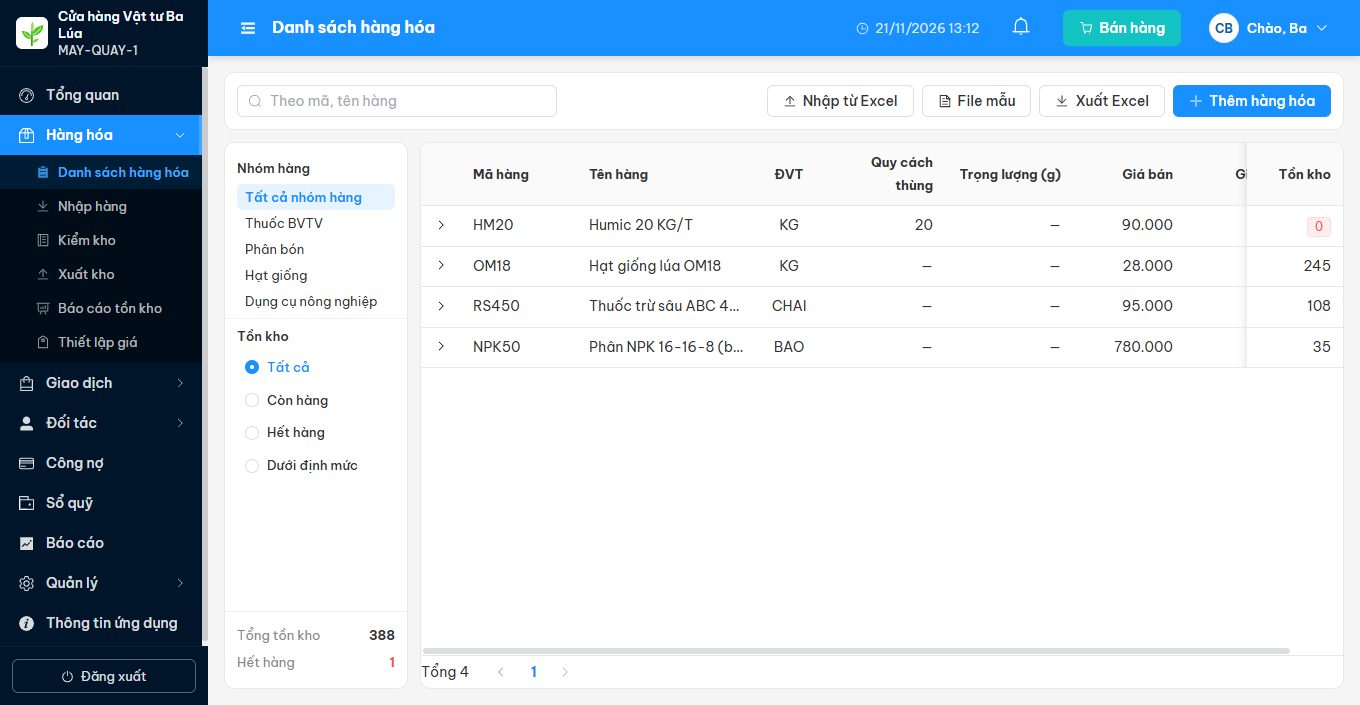 Cửa hàng Vật tư Ba
Lúa
MAY-QUAY-1
Tổng quan
Hàng hóa
Danh sách hàng hóa
Nhập hàng
Kiểm kho
Xuất kho
Báo cáo tồn kho
Thiết lập giá
Giao dịch
Đối tác
Công nợ
Sổ quỹ
Báo cáo
Quản lý
Thông tin ứng dụng
Đăng xuất
Danh sách hàng hóa
21/11/2026 13:12
Bán hàng
CB
Chào, Ba
Theo mã, tên hàng
Nhập từ Excel
File mẫu
Xuất Excel
Thêm hàng hóa
Nhóm hàng
Tất cả nhóm hàng
Thuốc BVTV
Phân bón
Hạt giống
Dụng cụ nông nghiệp
Tồn kho
Tất cả
Còn hàng
Hết hàng
Dưới định mức
Tổng tồn kho 388
Hết hàng 1
Mã hàng Tên hàng ĐVT Quy cách thùng Trọng lượng (g) Giá bán Tồn kho
HM20 Humic 20 KG/T KG 20 — 90.000 0
OM18 Hạt giống lúa OM18 KG — — 28.000 245
RS450 Thuốc trừ sâu ABC 4... CHAI — — 95.000 108
NPK50 Phân NPK 16-16-8 (b... BAO — — 780.000 35
Tổng 4 1